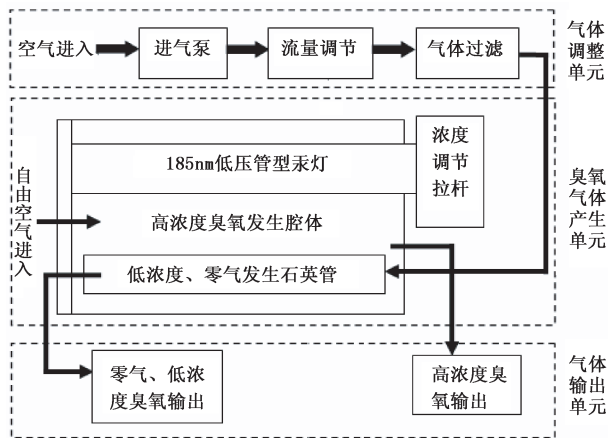 空气进入
进气泵
流量调节
气体过滤
气体
调整
单元
185nm低压管型汞灯
浓度
调节
拉杆
自由空气进入
高浓度臭氧发生腔体
低浓度、零气发生石英管
臭氧
气体
产生
单元
零气、低浓
度臭氧输出
高浓度臭
氧输出
气体
输出
单元